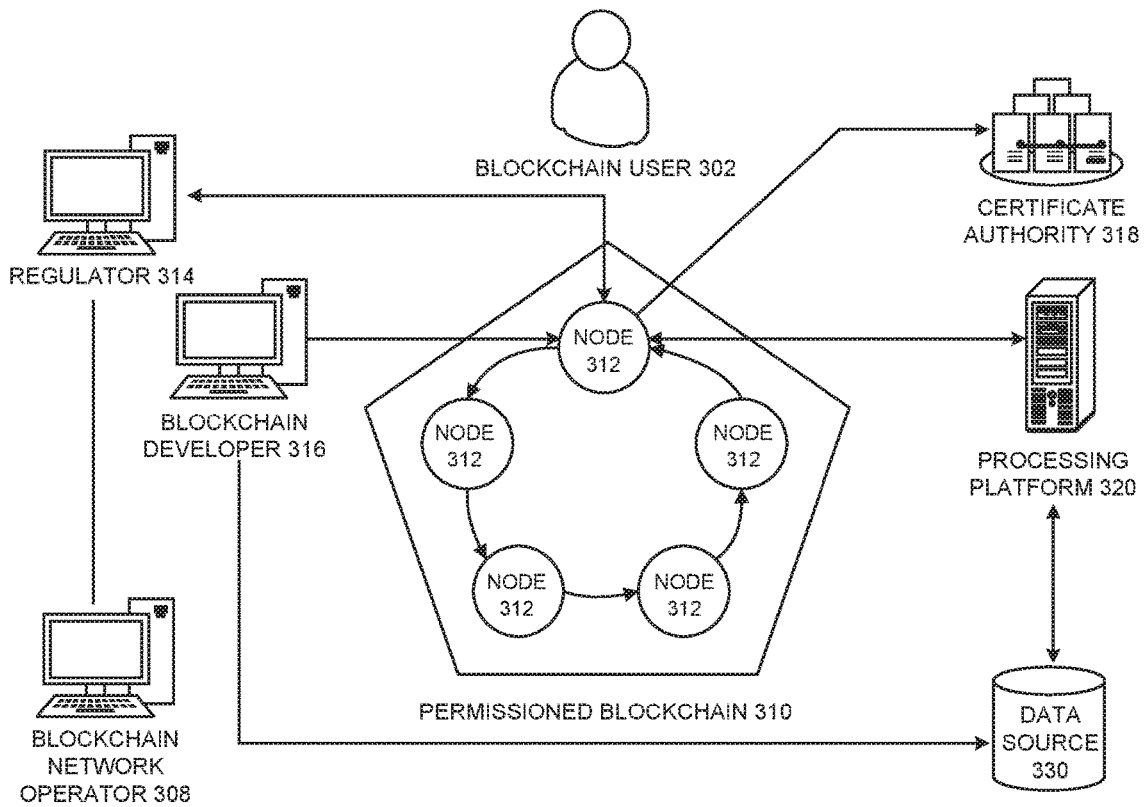 BLOCKCHAIN USER 302
CERTIFICATE
AUTHORITY 318
REGULATOR 314
NODE
312
BLOCKCHAIN
DEVELOPER 316
NODE
312
NODE
312
PROCESSING
PLATFORM 320
NODE
312
NODE
312
PERMISSIONED BLOCKCHAIN 310
BLOCKCHAIN
NETWORK
OPERATOR 308
DATA
SOURCE
330